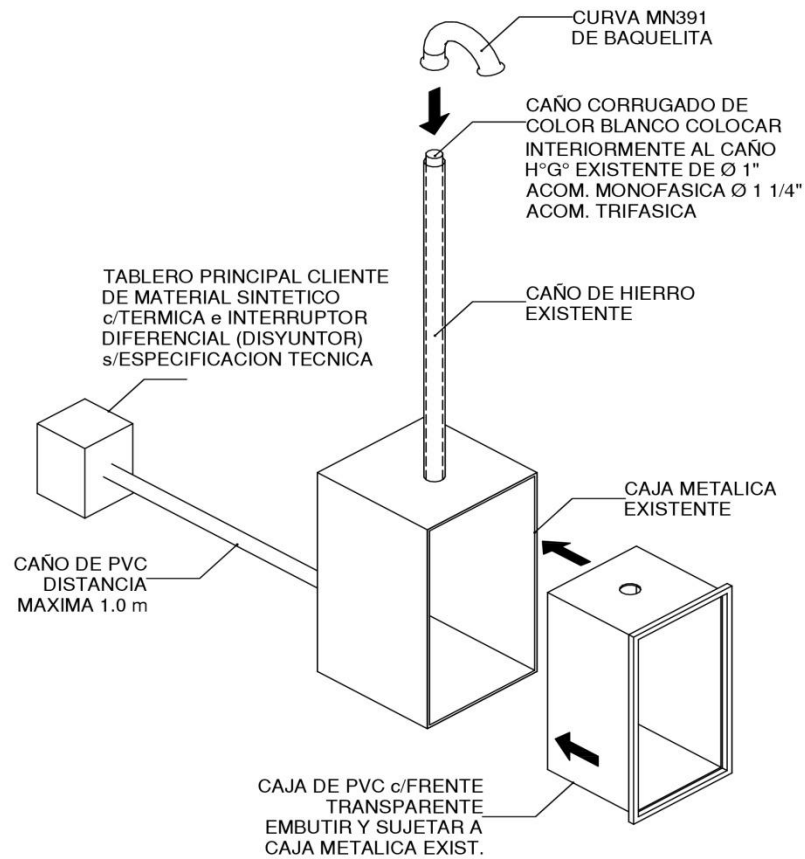 CURVA MN391
DE BAQUELITA
CAÑO CORRUGADO DE
COLOR BLANCO COLOCAR
INTERIORMENTE AL CAÑO
H°G° EXISTENTE DE Ø 1"
ACOM. MONOFASICA Ø 1 1/4"
ACOM. TRIFASICA
TABLERO PRINCIPAL CLIENTE
DE MATERIAL SINTETICO
c/TERMICA e INTERRUPTOR
DIFERENCIAL (DISYUNTOR)
s/ESPECIFICACION TECNICA
CAÑO DE HIERRO
EXISTENTE
CAJA METALICA
EXISTENTE
CAÑO DE PVC
DISTANCIA
MAXIMA 1.0 m
CAJA DE PVC c/FRENTE
TRANSPARENTE
EMBUTIR Y SUJETAR A
CAJA METALICA EXIST.